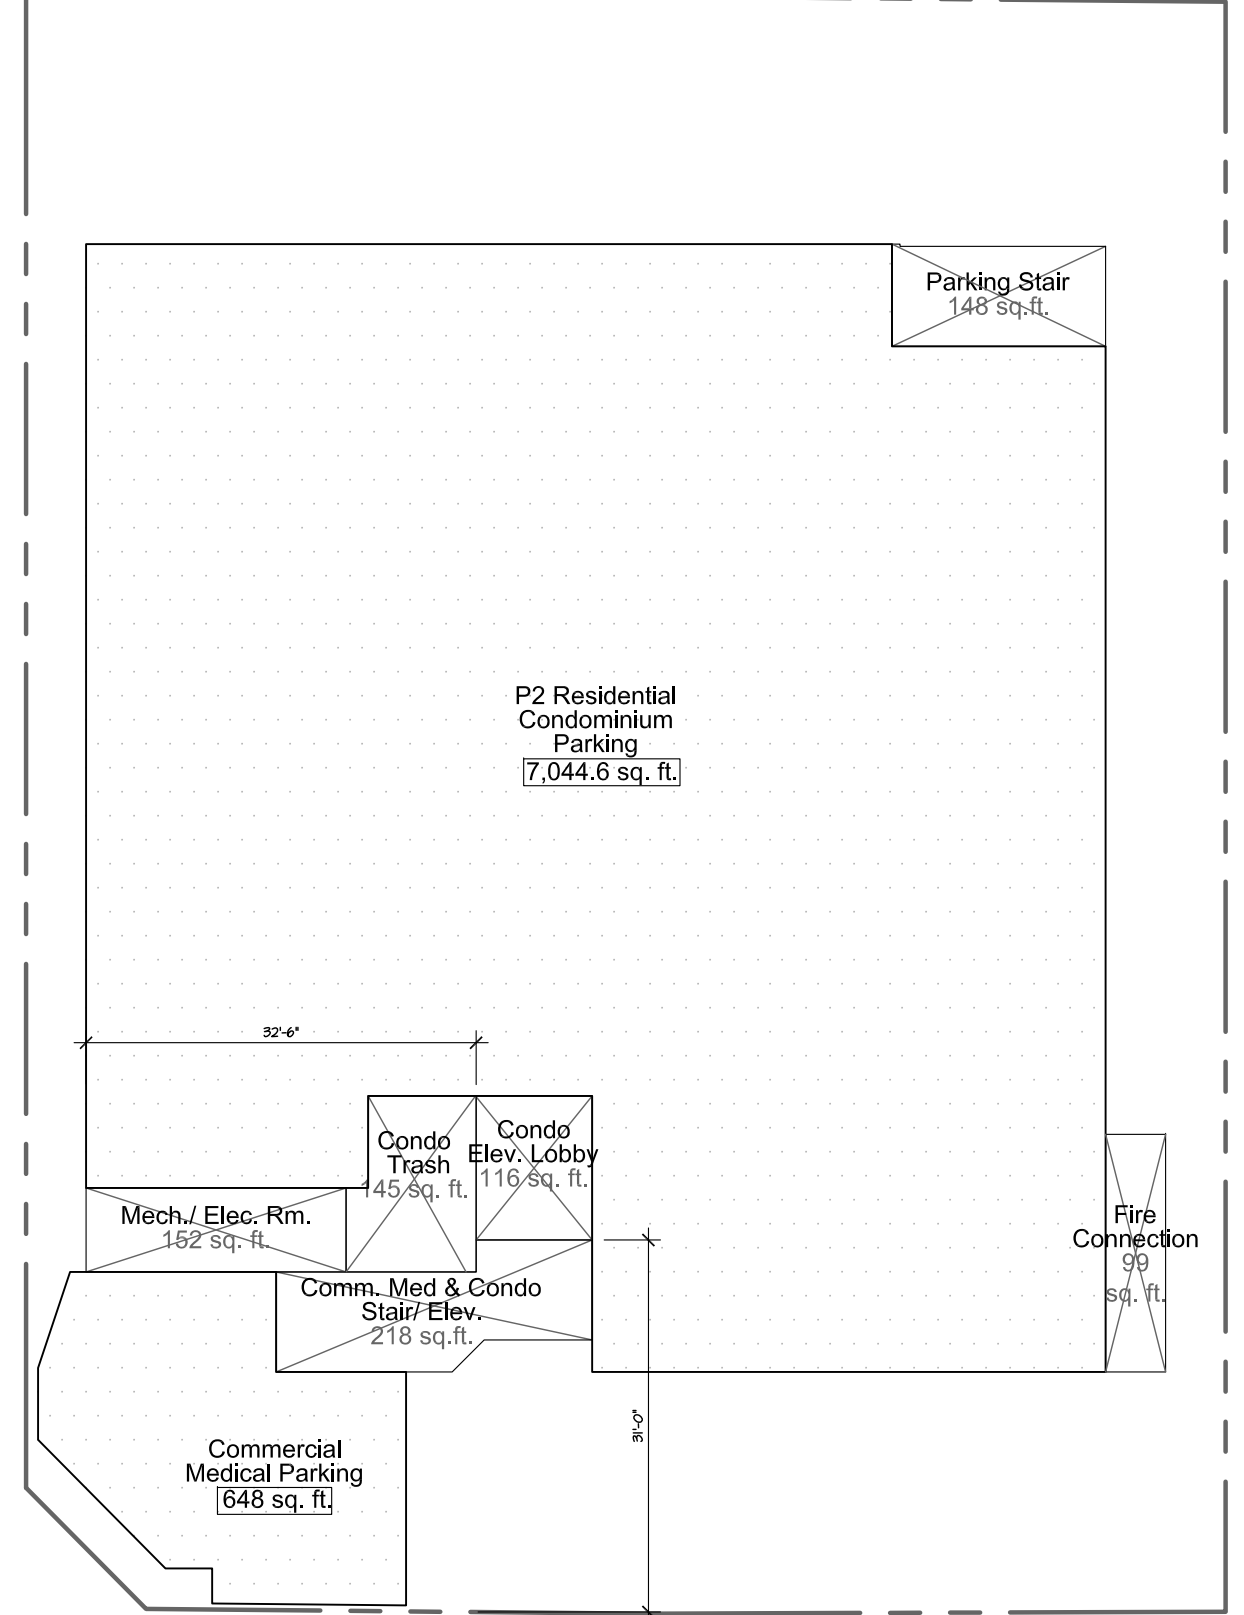 Parking Stair
148 sq.ft.
P2 Residential
Condominium
Parking
7,044.6 sq. ft.
32'-6"
Condo
Trash
145 sq. ft.
Condo
Elev. Lobby
116 sq. ft.
Mech./ Elec. Rm.
152 sq. ft.
Fire
Connection
99
sq. ft.
Comm. Med & Condo
Stair/ Elev.
218 sq.ft.
31'-0"
Commercial
Medical Parking
648 sq. ft.